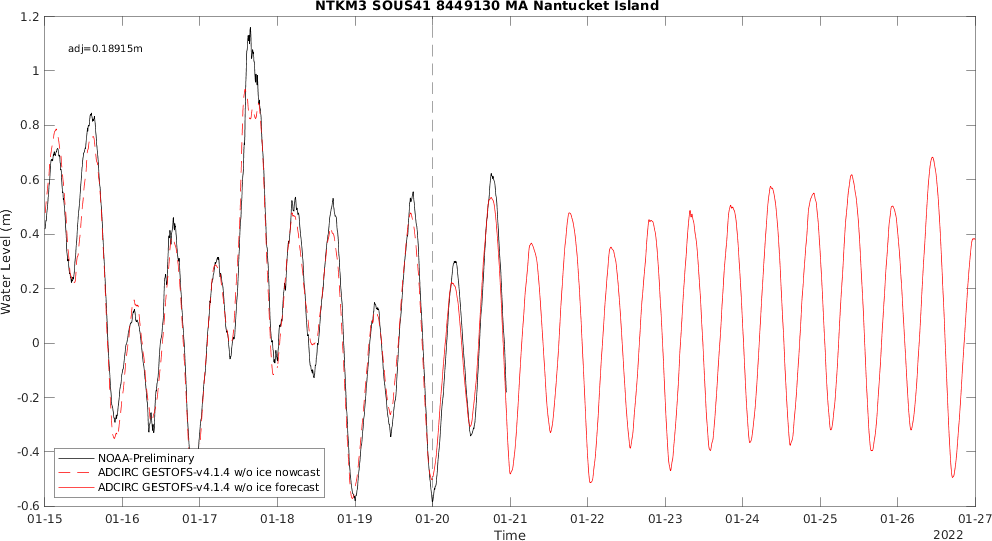 NTKM3 SOUS41 8449130 MA Nantucket Island
adj=0.18915m
Water Level (m)
1.2
1
0.8
0.6
0.4
0.2
0
-0.2
-0.4
-0.6
NOAA-Preliminary
ADCIRC GESTOFS-v4.1.4 w/o ice nowcast
ADCIRC GESTOFS-v4.1.4 w/o ice forecast
01-15 01-16 01-17 01-18 01-19 01-20 01-21 01-22 01-23 01-24 01-25 01-26 01-27
Time
2022